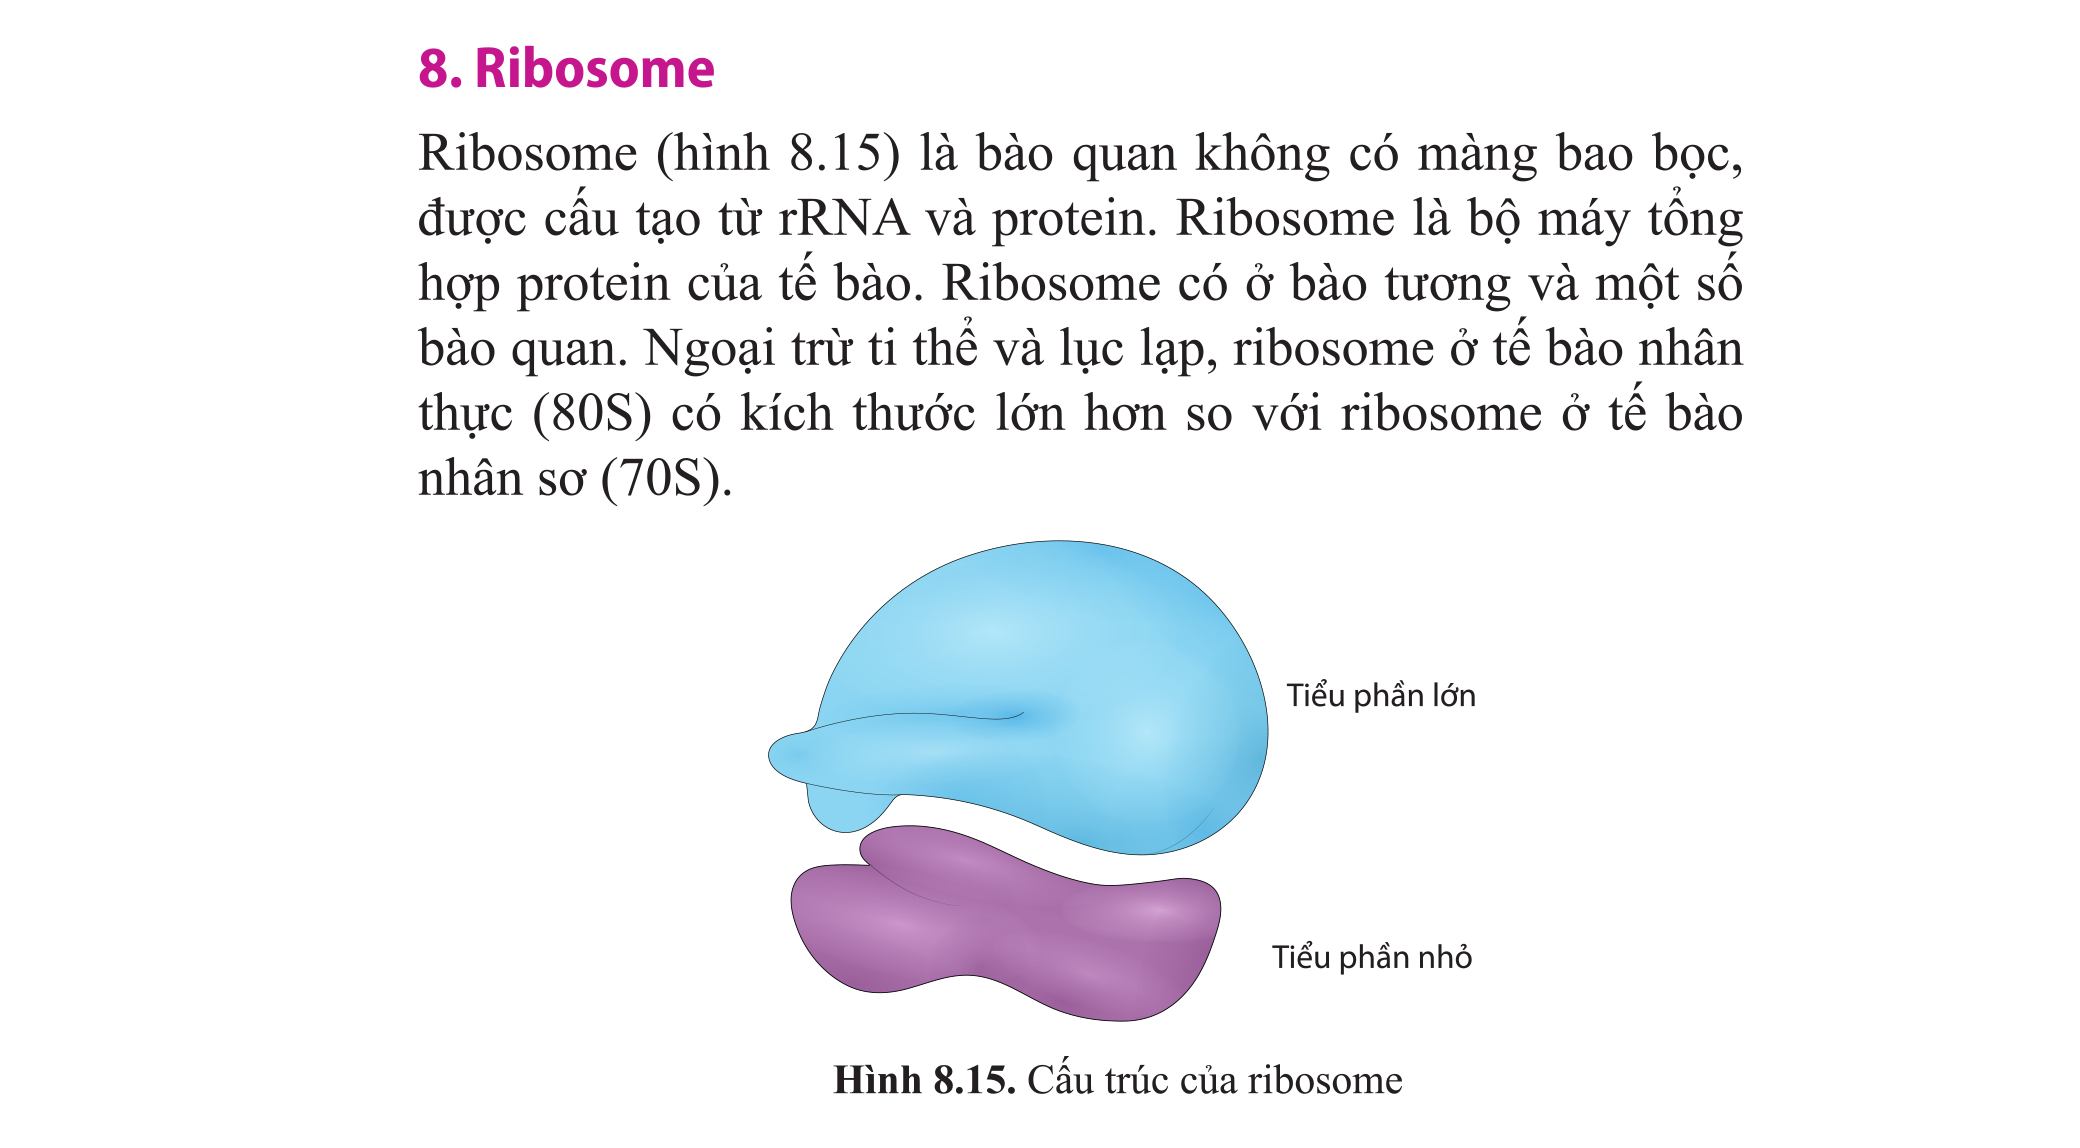 8. Ribosome
Ribosome (hình 8.15) là bào quan không có màng bao bọc,
được cấu tạo từ rRNA và protein. Ribosome là bộ máy tổng
hợp protein của tế bào. Ribosome có ở bào tương và một số
bào quan. Ngoại trừ ti thể và lục lạp, ribosome ở tế bào nhân
thực (80S) có kích thước lớn hơn so với ribosome ở tế bào
nhân sơ (70S).
Tiểu phần lớn
Tiểu phần nhỏ
Hình 8.15. Cấu trúc của ribosome